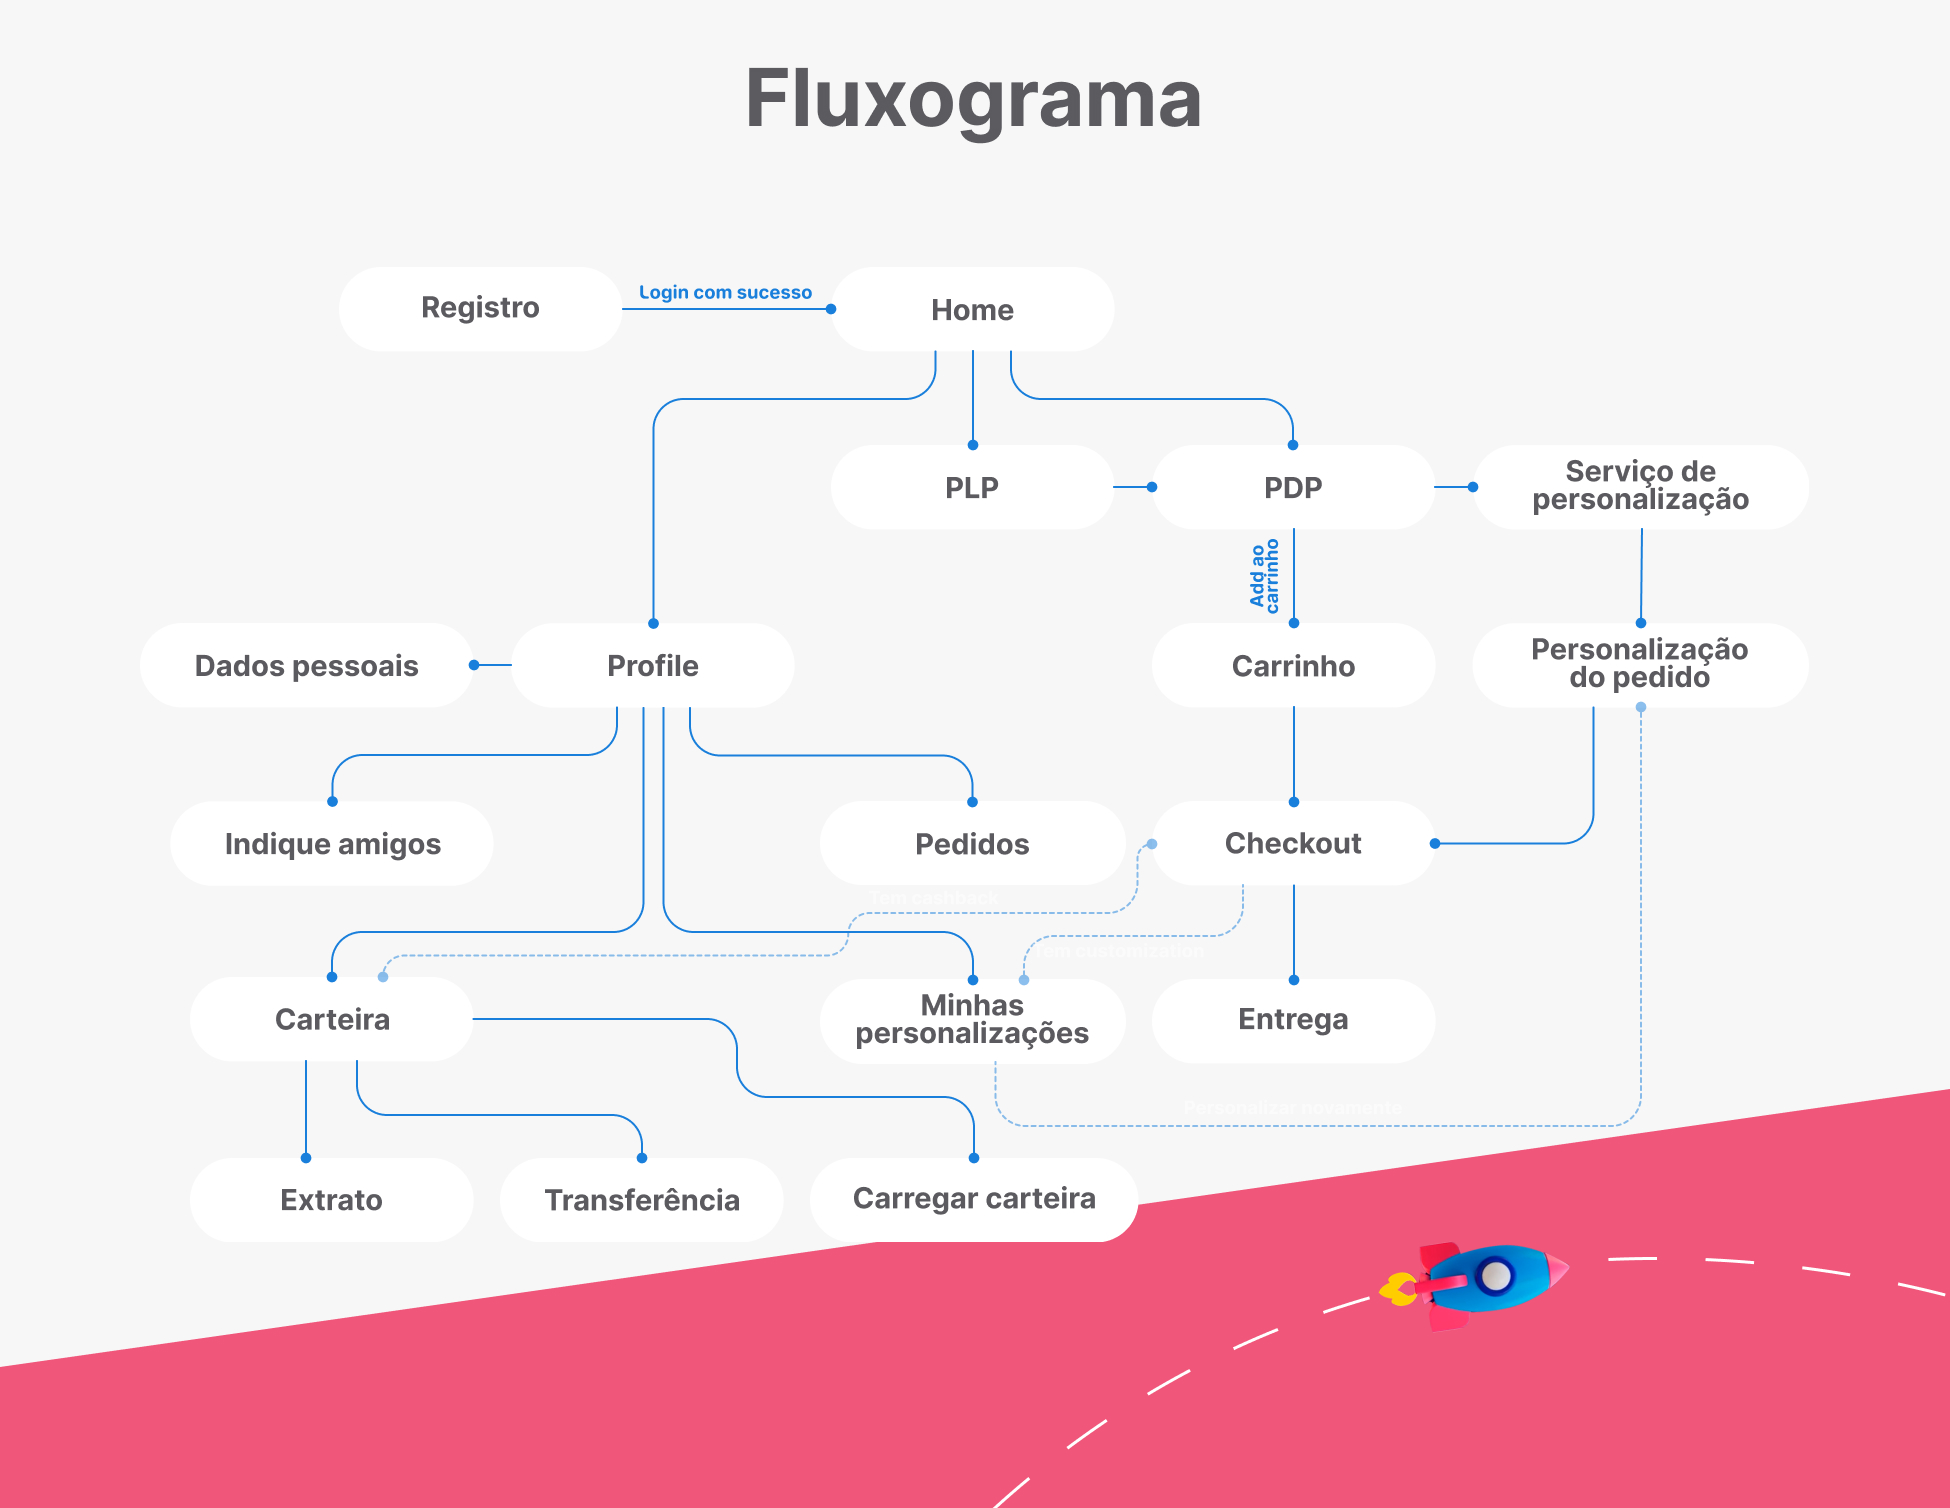 Fluxograma
Registro
Login com sucesso
Home
PLP
PDP
Serviço de
personalização
Add ao
carrinho
Dados pessoais
Profile
Carrinho
Personalização
do pedido
Indique amigos
Pedidos
Checkout
Tem cashback
Tem customization
Carteira
Minhas
personalizações
Entrega
Personalizar novamente
Extrato
Transferência
Carregar carteira